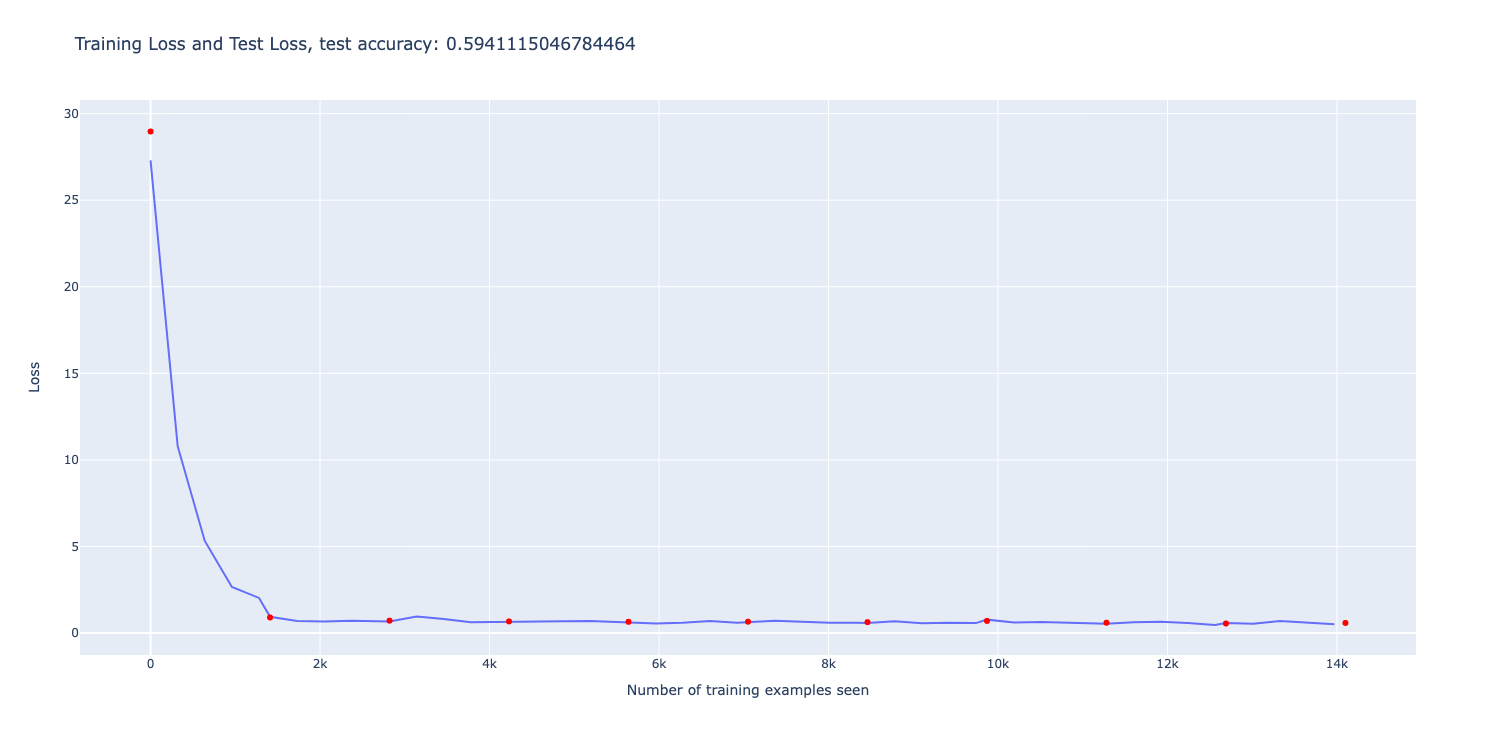 Training Loss and Test Loss, test accuracy: 0.5941115046784464
30
25
20
15
10
5
0
Loss
0 2k 4k 6k 8k 10k 12k 14k
Number of training examples seen